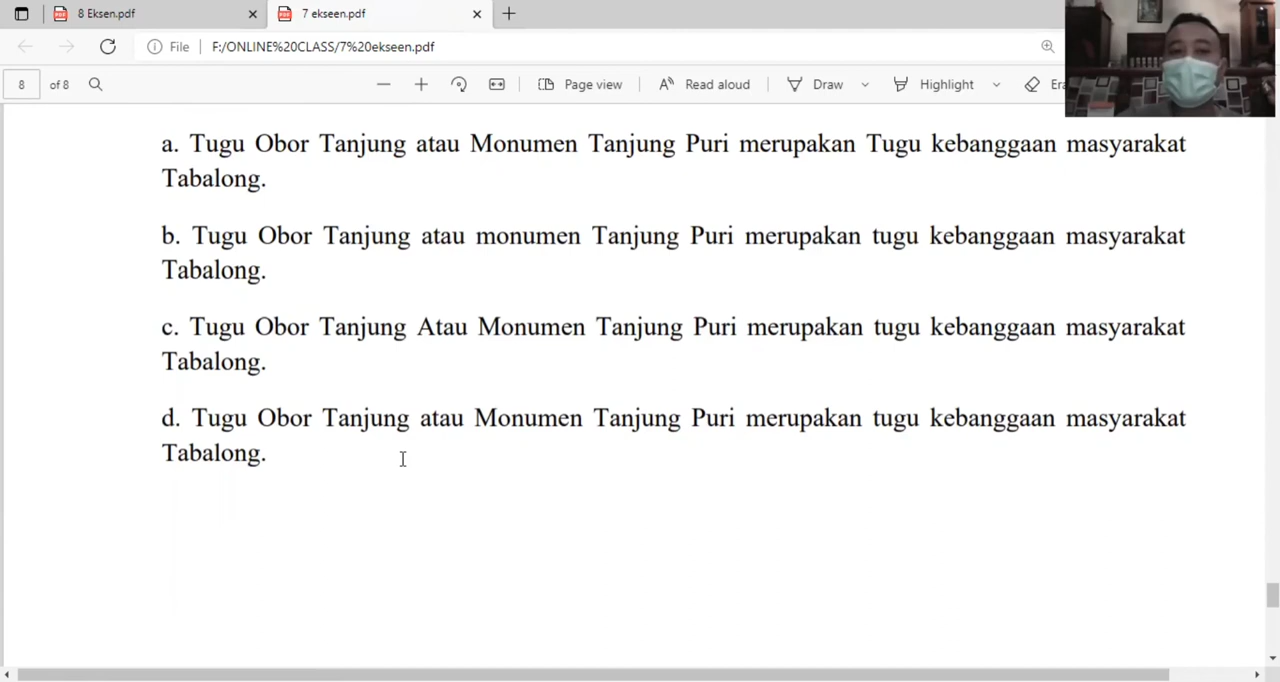 8 Eksen.pdf
7 ekseen.pdf
File F:/ONLINE%20CLASS/7%20ekseen.pdf
8 of 8 Page view Read aloud Draw Highlight Era
a. Tugu Obor Tanjung atau Monumen Tanjung Puri merupakan Tugu kebanggaan masyarakat
Tabalong.
b. Tugu Obor Tanjung atau monumen Tanjung Puri merupakan tugu kebanggaan masyarakat
Tabalong.
c. Tugu Obor Tanjung Atau Monumen Tanjung Puri merupakan tugu kebanggaan masyarakat
Tabalong.
d. Tugu Obor Tanjung atau Monumen Tanjung Puri merupakan tugu kebanggaan masyarakat
Tabalong.